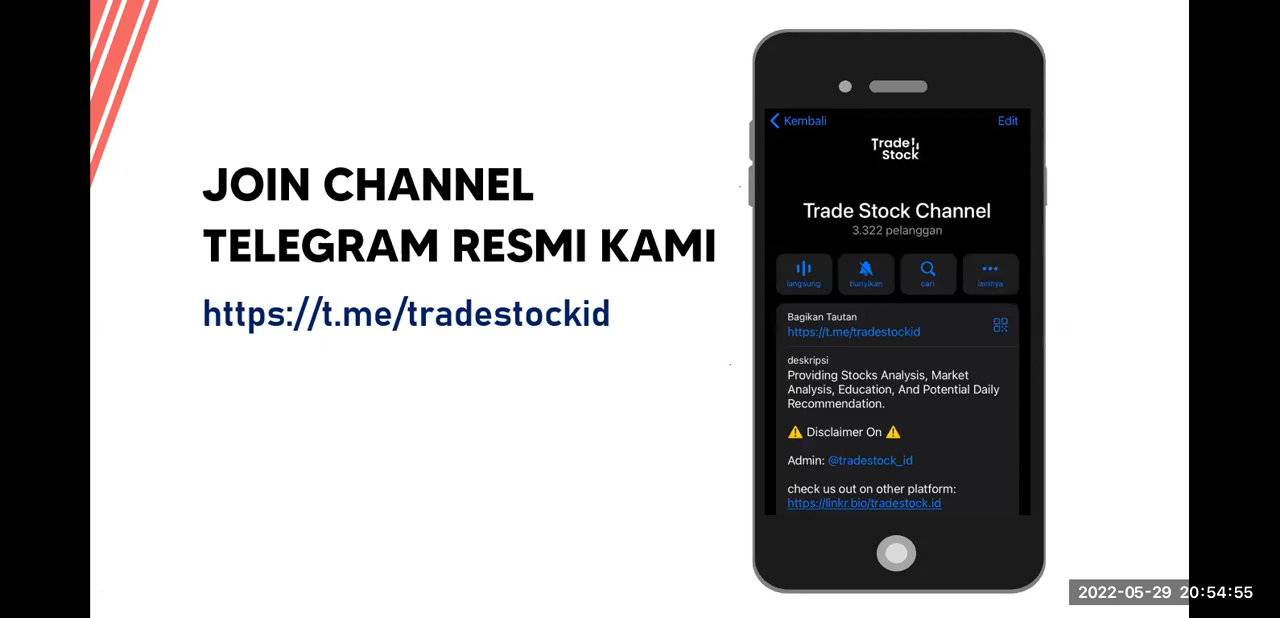 JOIN CHANNEL
TELEGRAM RESMI KAMI
https://t.me/tradestockid
Kembali
Edit
Trade
Stock
Trade Stock Channel
3.322 pelanggan
langsung
bunyikan
cari
lainnya
Bagikan Tautan
https://t.me/tradestockid
deskripsi
Providing Stocks Analysis, Market
Analysis, Education, And Potential Daily
Recommendation.
⚠️ Disclaimer On ⚠️
Admin: @tradestock_id
check us out on other platform:
https://linkr.bio/tradestock.id
2022-05-29 20:54:55